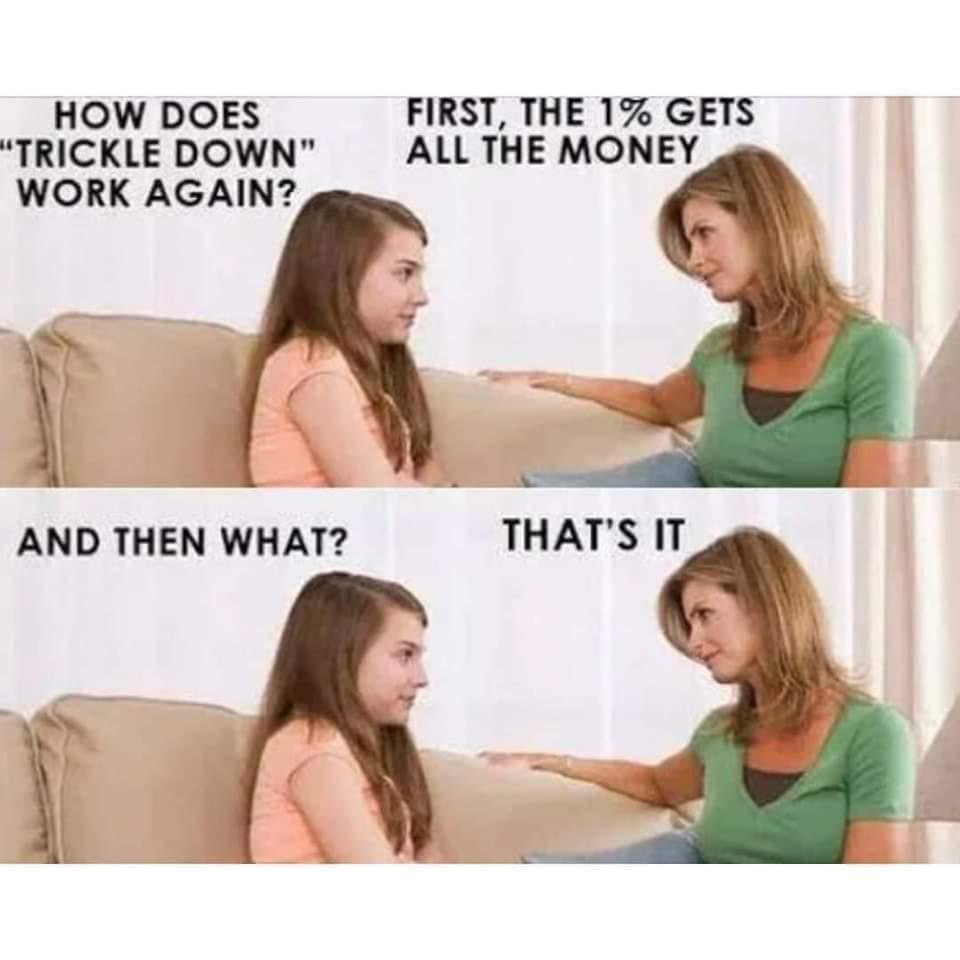 HOW DOES
“TRICKLE DOWN”
WORK AGAIN?
FIRST, THE 1% GETS
ALL THE MONEY
AND THEN WHAT?
THAT’S IT